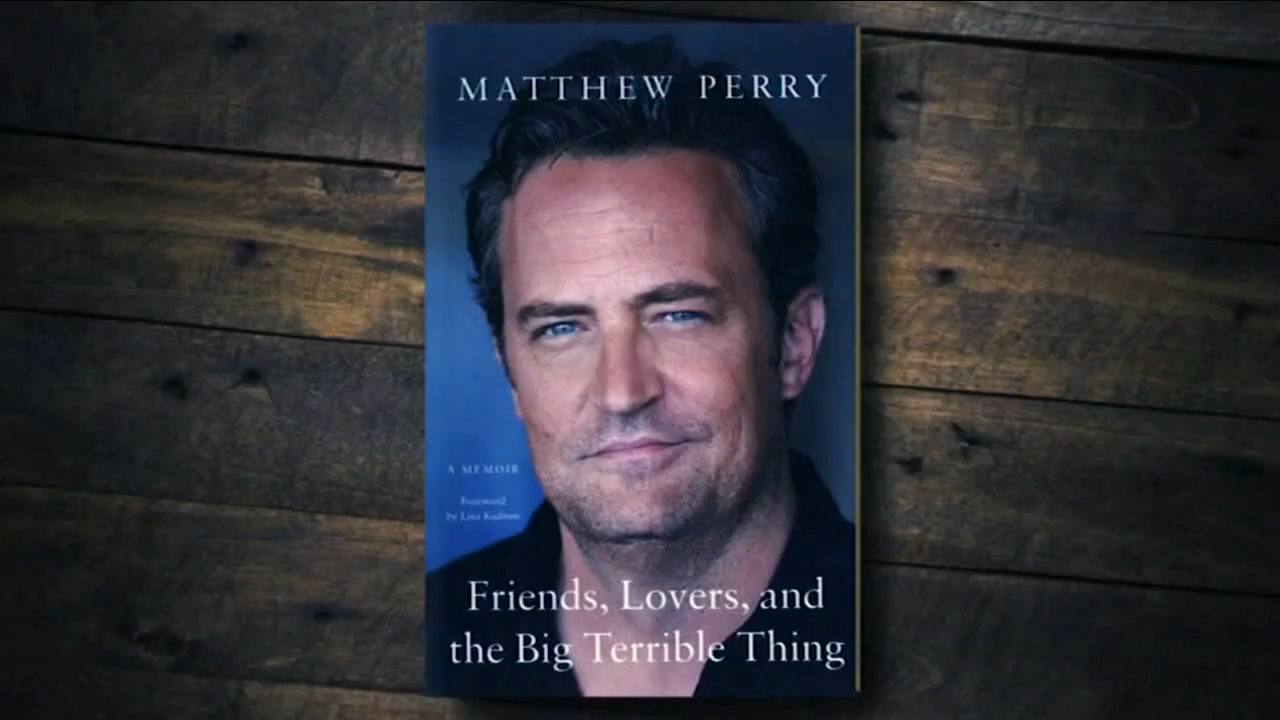 MATTHEW PERRY
A MEMOIR
Foreword
by Lisa Kudrow
Friends, Lovers, and
the Big Terrible Thing